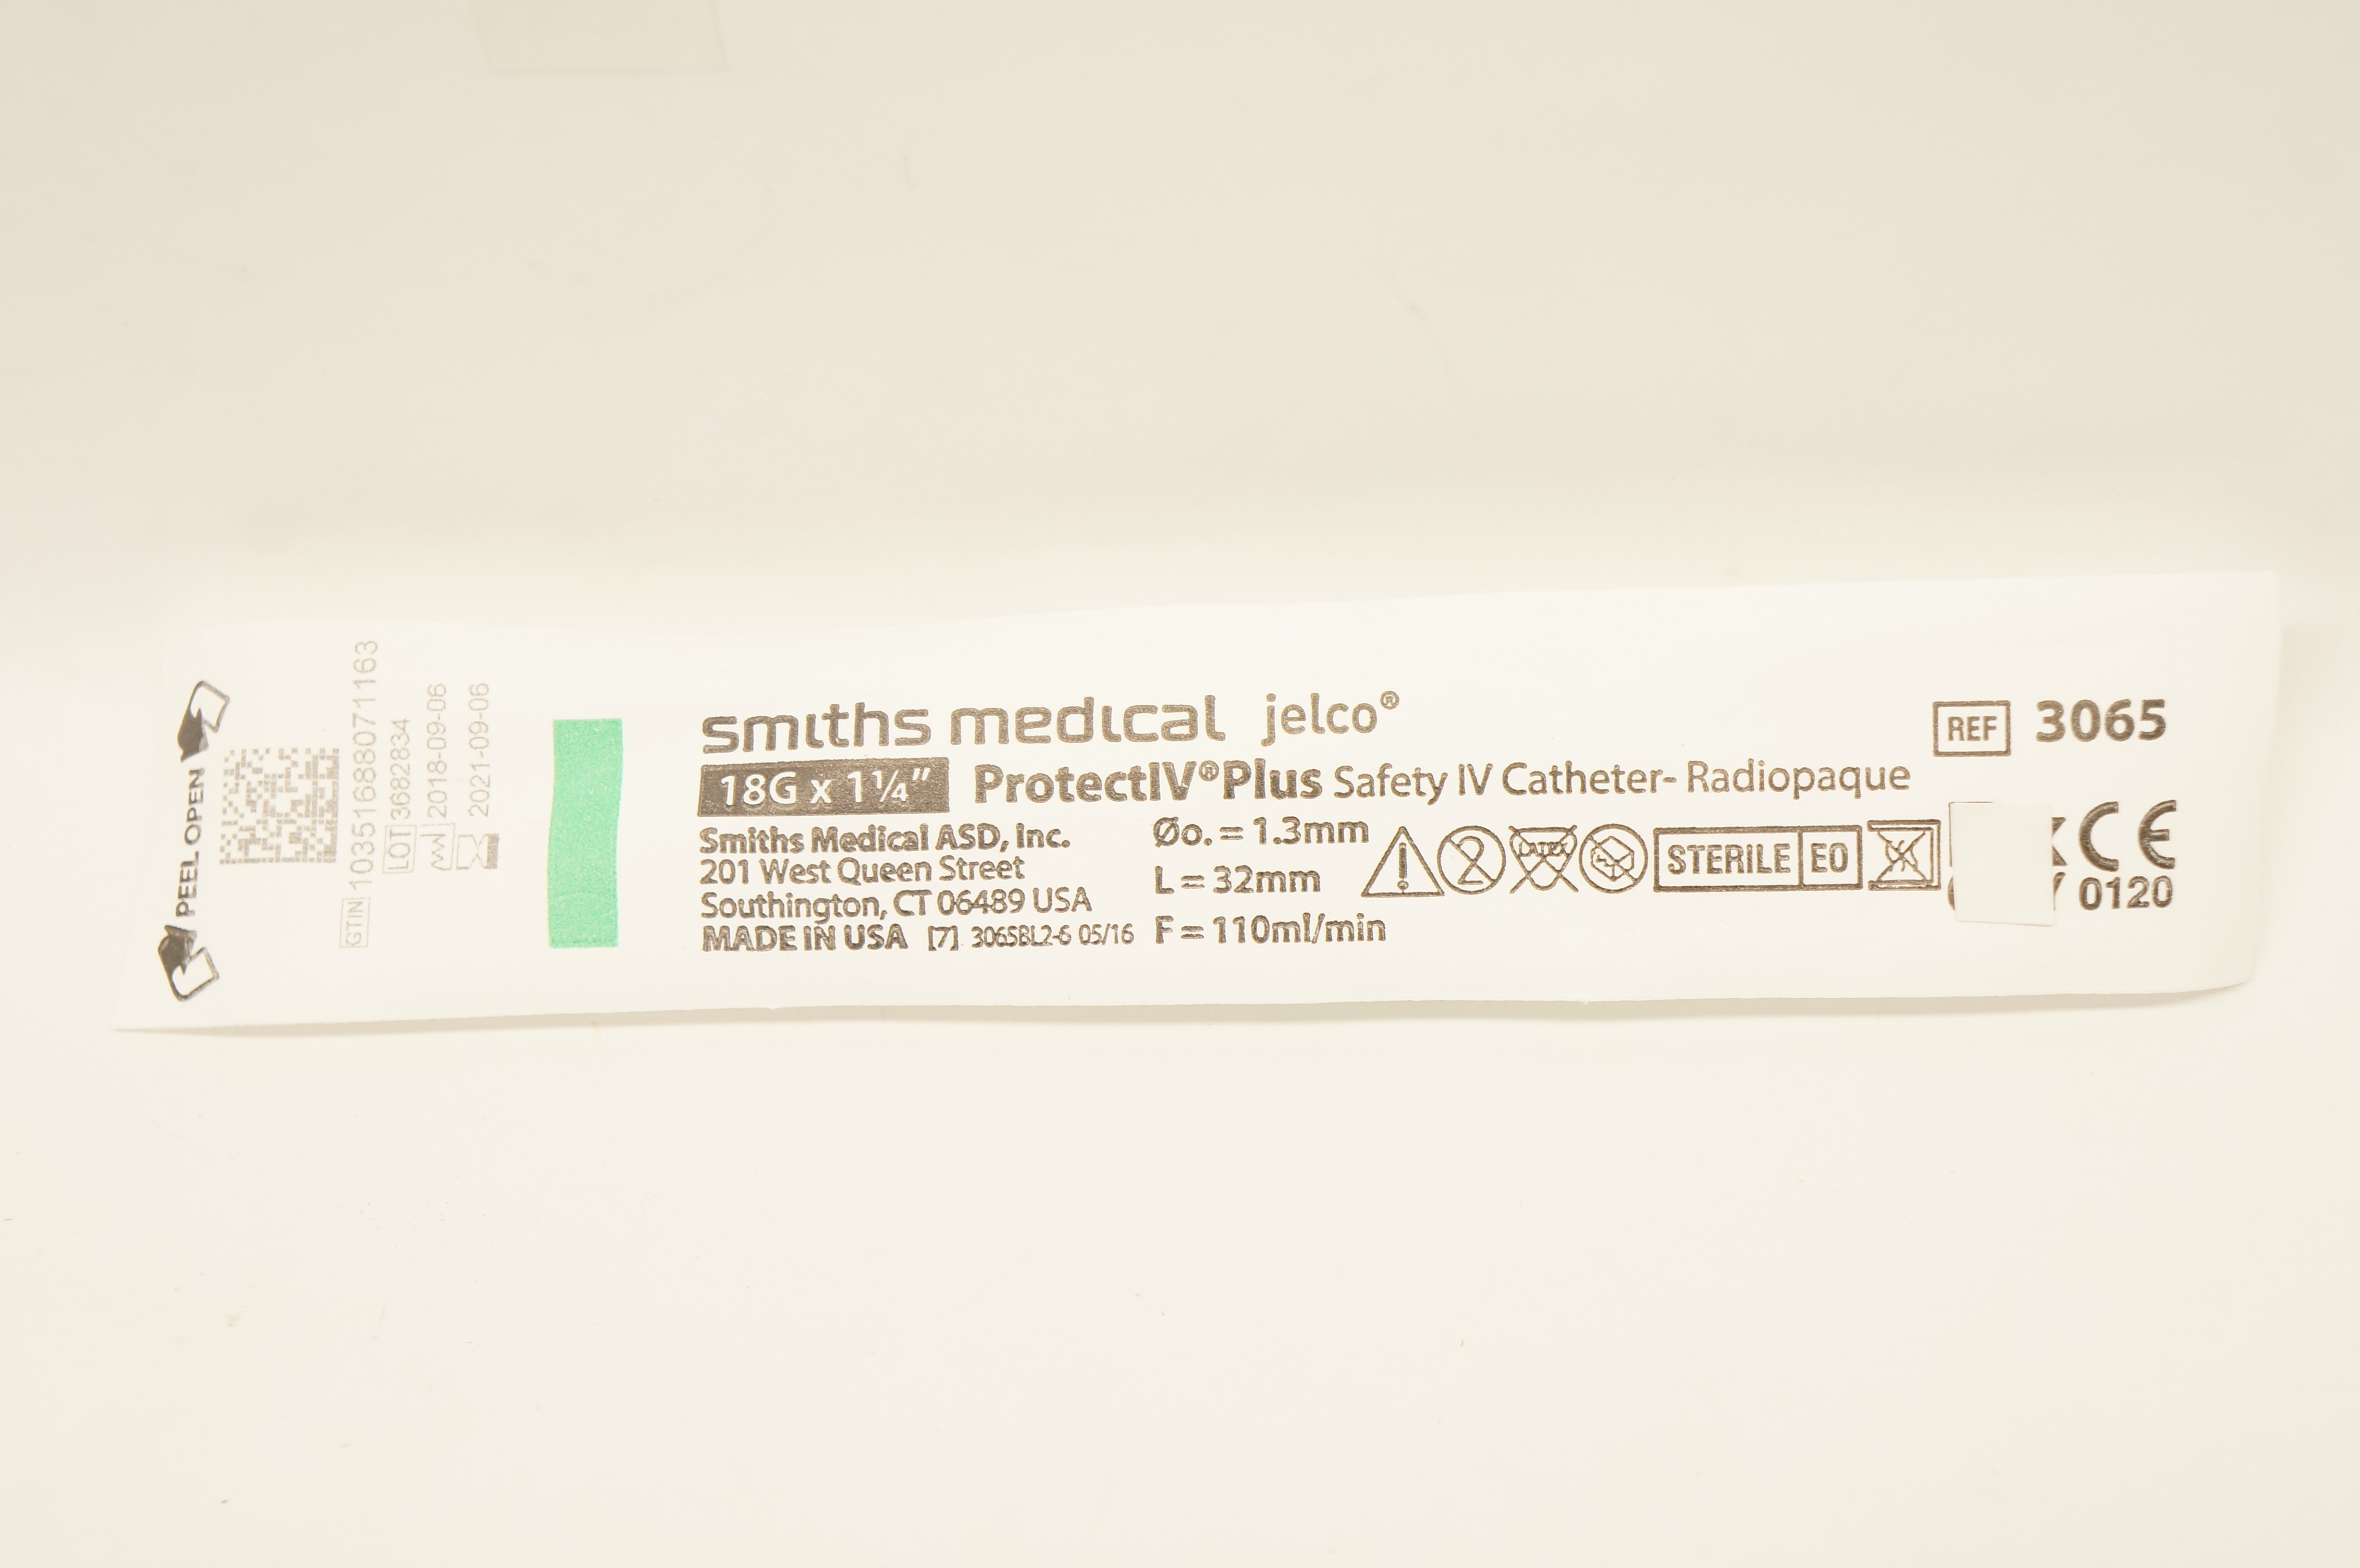 PEEL OPEN
GTIN 10351688071163
LOT 3682834
2018-09-06
2021-09-06
smiths medical jelco®
18G x 1¼" ProtectIV® Plus Safety IV Catheter- Radiopaque
REF 3065
Smiths Medical ASD, Inc.
201 West Queen Street
Southington, CT 06489 USA
MADE IN USA [7] 3065BL2-6 05/16
Øo. = 1.3mm
L = 32mm
F = 110ml/min
2
LATEX
STERILE EO
CE
0120